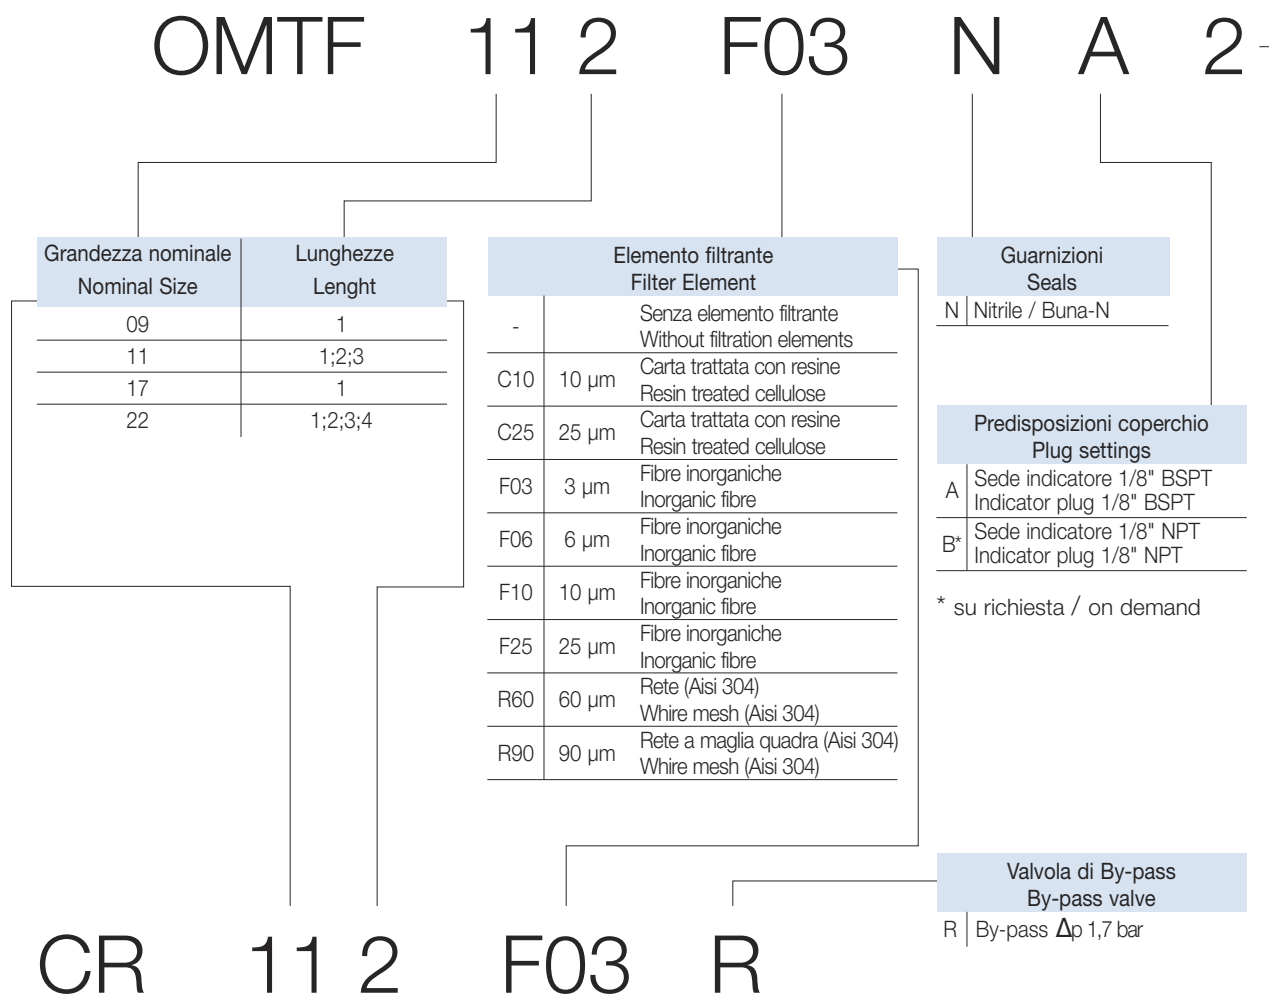 OMTF 11 2 F03 N A 2 -
Grandezza nominale
Nominal Size
Lunghezze
Lenght
09 1
11 1;2;3
17 1
22 1;2;3;4
Elemento filtrante
Filter Element
- Senza elemento filtrante
Without filtration elements
C10 10 µm Carta trattata con resine
Resin treated cellulose
C25 25 µm Carta trattata con resine
Resin treated cellulose
F03 3 µm Fibre inorganiche
Inorganic fibre
F06 6 µm Fibre inorganiche
Inorganic fibre
F10 10 µm Fibre inorganiche
Inorganic fibre
F25 25 µm Fibre inorganiche
Inorganic fibre
R60 60 µm Rete (Aisi 304)
Whire mesh (Aisi 304)
R90 90 µm Rete a maglia quadra (Aisi 304)
Whire mesh (Aisi 304)
Guarnizioni
Seals
N Nitrile / Buna-N
Predisposizioni coperchio
Plug settings
A Sede indicatore 1/8" BSPT
Indicator plug 1/8" BSPT
B* Sede indicatore 1/8" NPT
Indicator plug 1/8" NPT
* su richiesta / on demand
Valvola di By-pass
By-pass valve
R By-pass Δp 1,7 bar
CR 11 2 F03 R